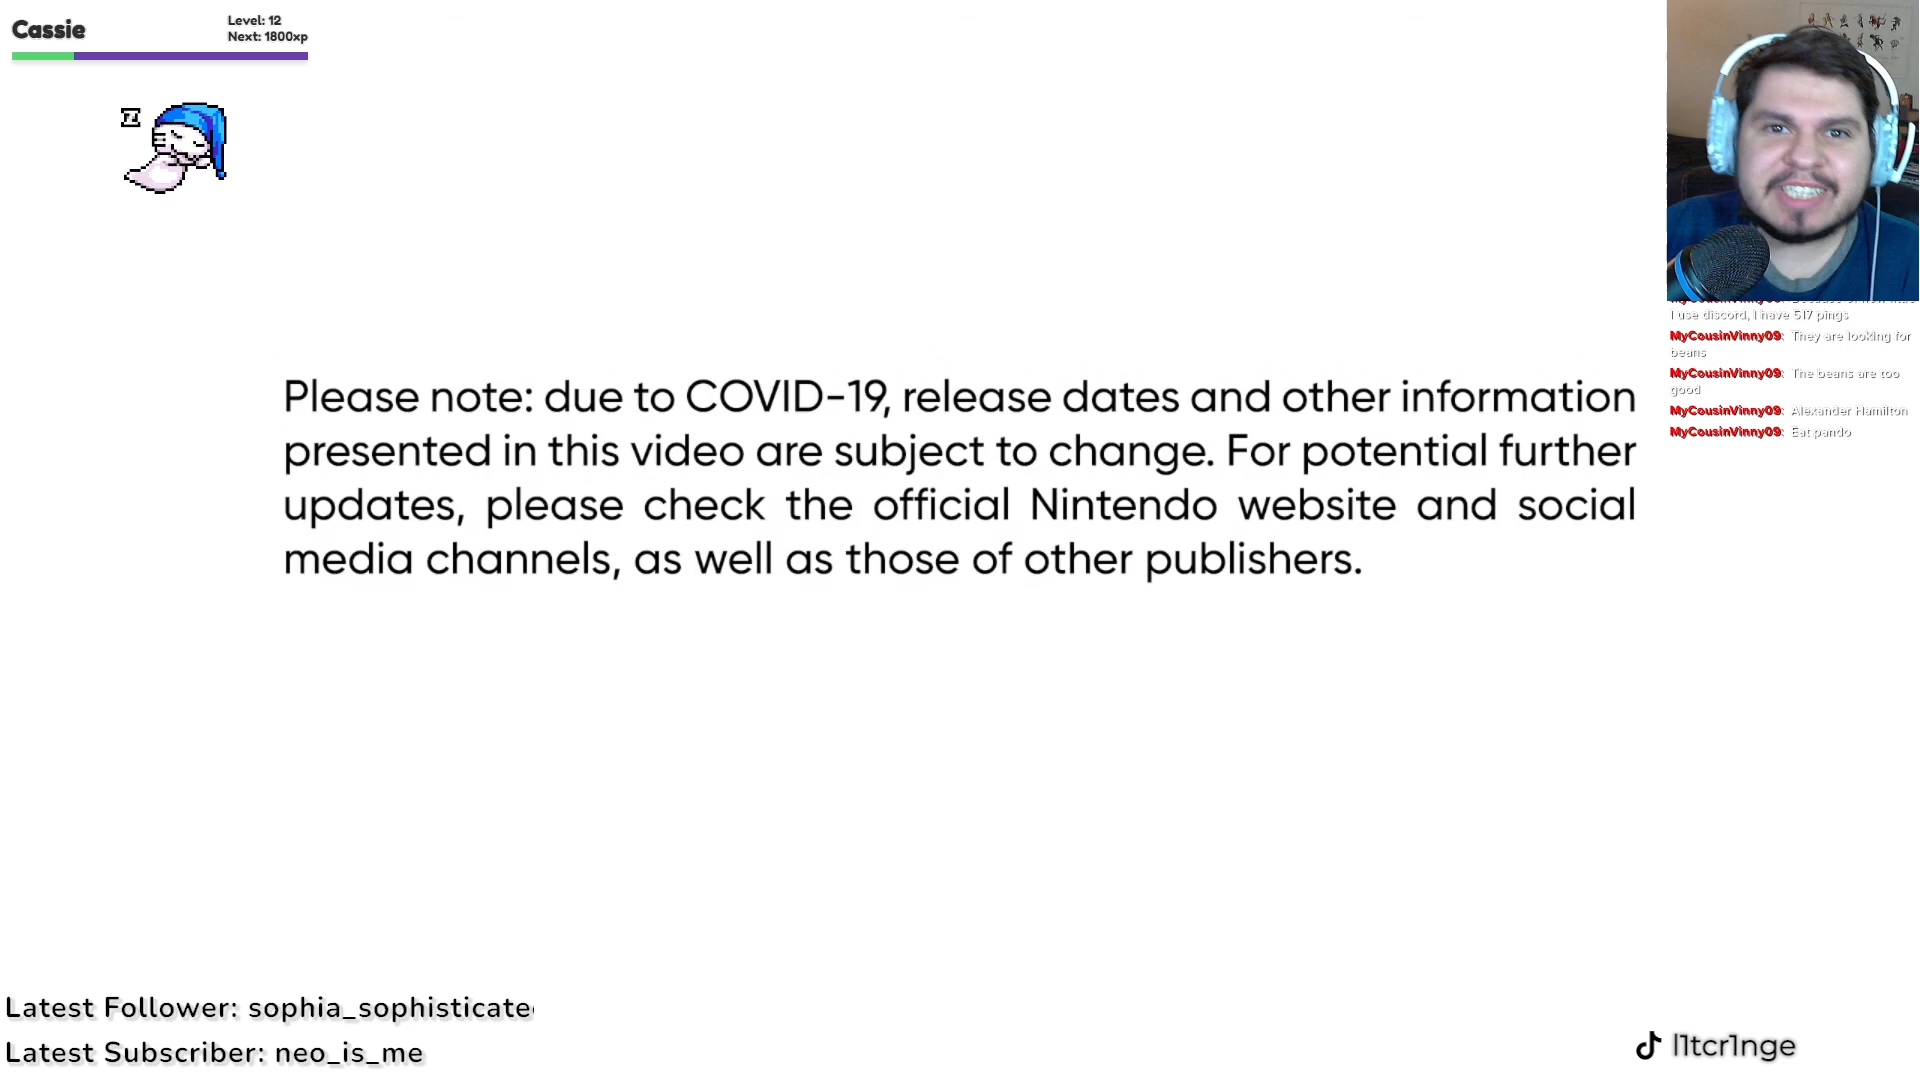 Cassie
Level: 12
Next: 1800xp
I use discord, I have 517 pings
MyCousinVinny09: They are looking for
beans
MyCousinVinny09: The beans are too
good
MyCousinVinny09: Alexander Hamilton
MyCousinVinny09: Eat pando
Please note: due to COVID-19, release dates and other information
presented in this video are subject to change. For potential further
updates, please check the official Nintendo website and social
media channels, as well as those of other publishers.
Latest Follower: sophia_sophisticate
Latest Subscriber: neo_is_me
l1tcr1nge